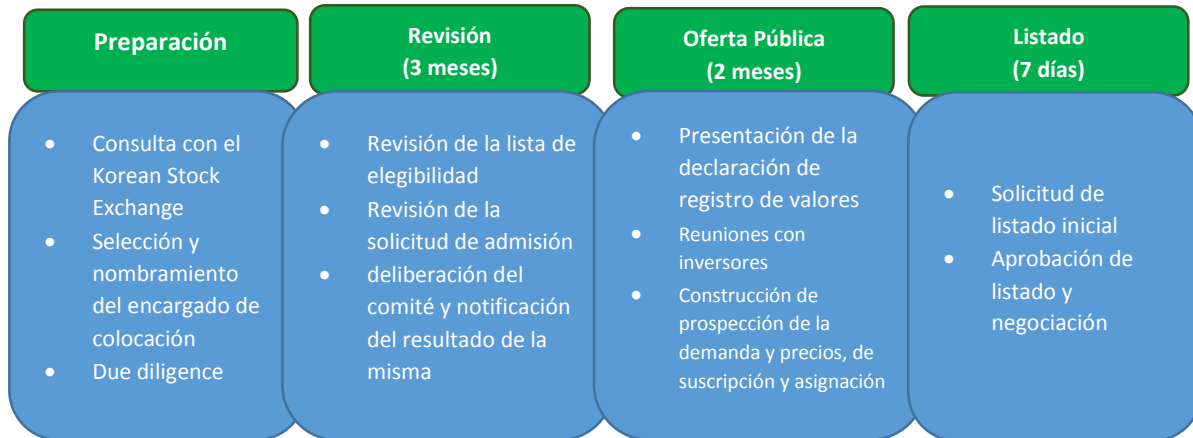 Preparación
Consulta con el
Korean Stock
Exchange
Selección y
nombramiento
del encargado de
colocación
Due diligence
Revisión
(3 meses)
Revisión de la lista de
elegibilidad
Revisión de la
solicitud de admisión
deliberación del
comité y notificación
del resultado de la
misma
Oferta Pública
(2 meses)
Presentación de la
declaración de
registro de valores
Reuniones con
inversores
Construcción de
prospección de la
demanda y precios, de
suscripción y asignación
Listado
(7 días)
Solicitud de
listado inicial
Aprobación de
listado y
negociación